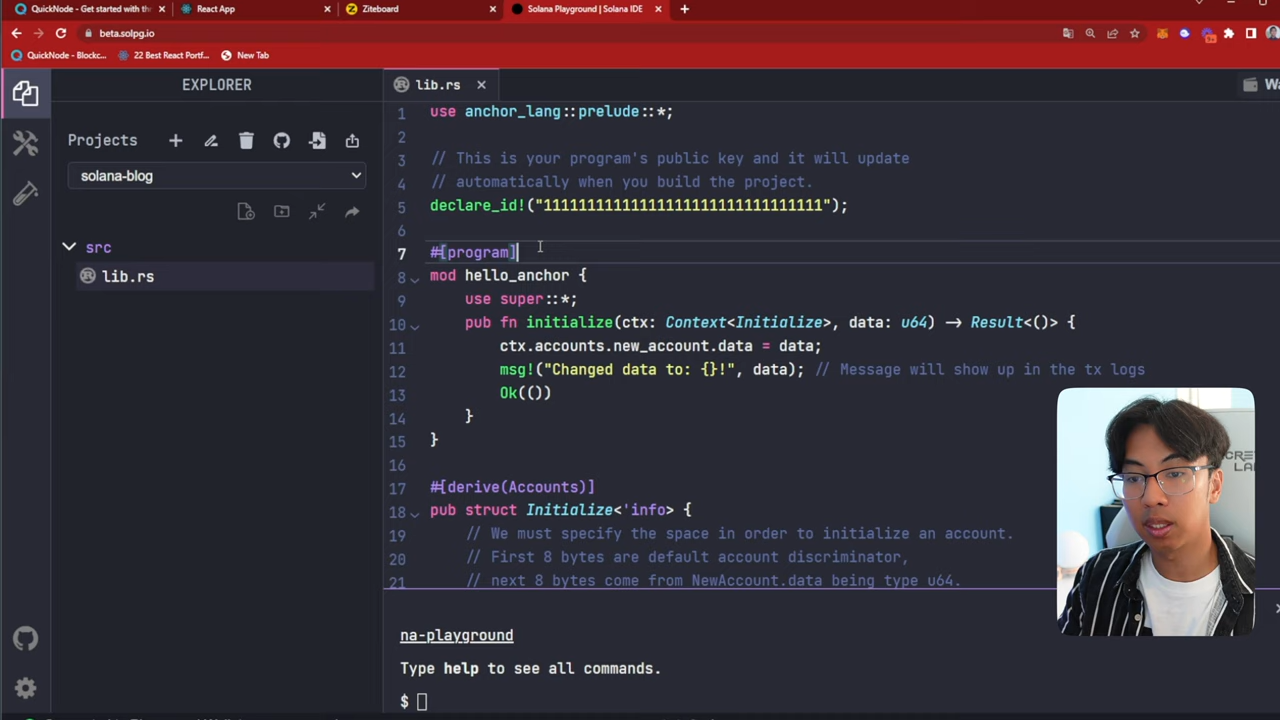 QuickNode - Get started with th
React App
Ziteboard
Solana Playground | Solana IDE
beta.solpg.io
QuickNode - Blockc...
22 Best React Portf...
New Tab
EXPLORER
lib.rs
Projects
solana-blog
src
lib.rs
1 use anchor_lang::prelude::*;
2
3 // This is your program's public key and it will update
4 // automatically when you build the project.
5 declare_id!("11111111111111111111111111111111");
6
7 #[program]
8 mod hello_anchor {
9 use super::*;
10 pub fn initialize(ctx: Context<Initialize>, data: u64) -> Result<()> {
11 ctx.accounts.new_account.data = data;
12 msg!("Changed data to: {}!", data); // Message will show up in the tx logs
13 Ok(())
14 }
15 }
16
17 #[derive(Accounts)]
18 pub struct Initialize<'info> {
19 // We must specify the space in order to initialize an account.
20 // First 8 bytes are default account discriminator,
21 // next 8 bytes come from NewAccount.data being type u64.
na-playground
Type help to see all commands.
$